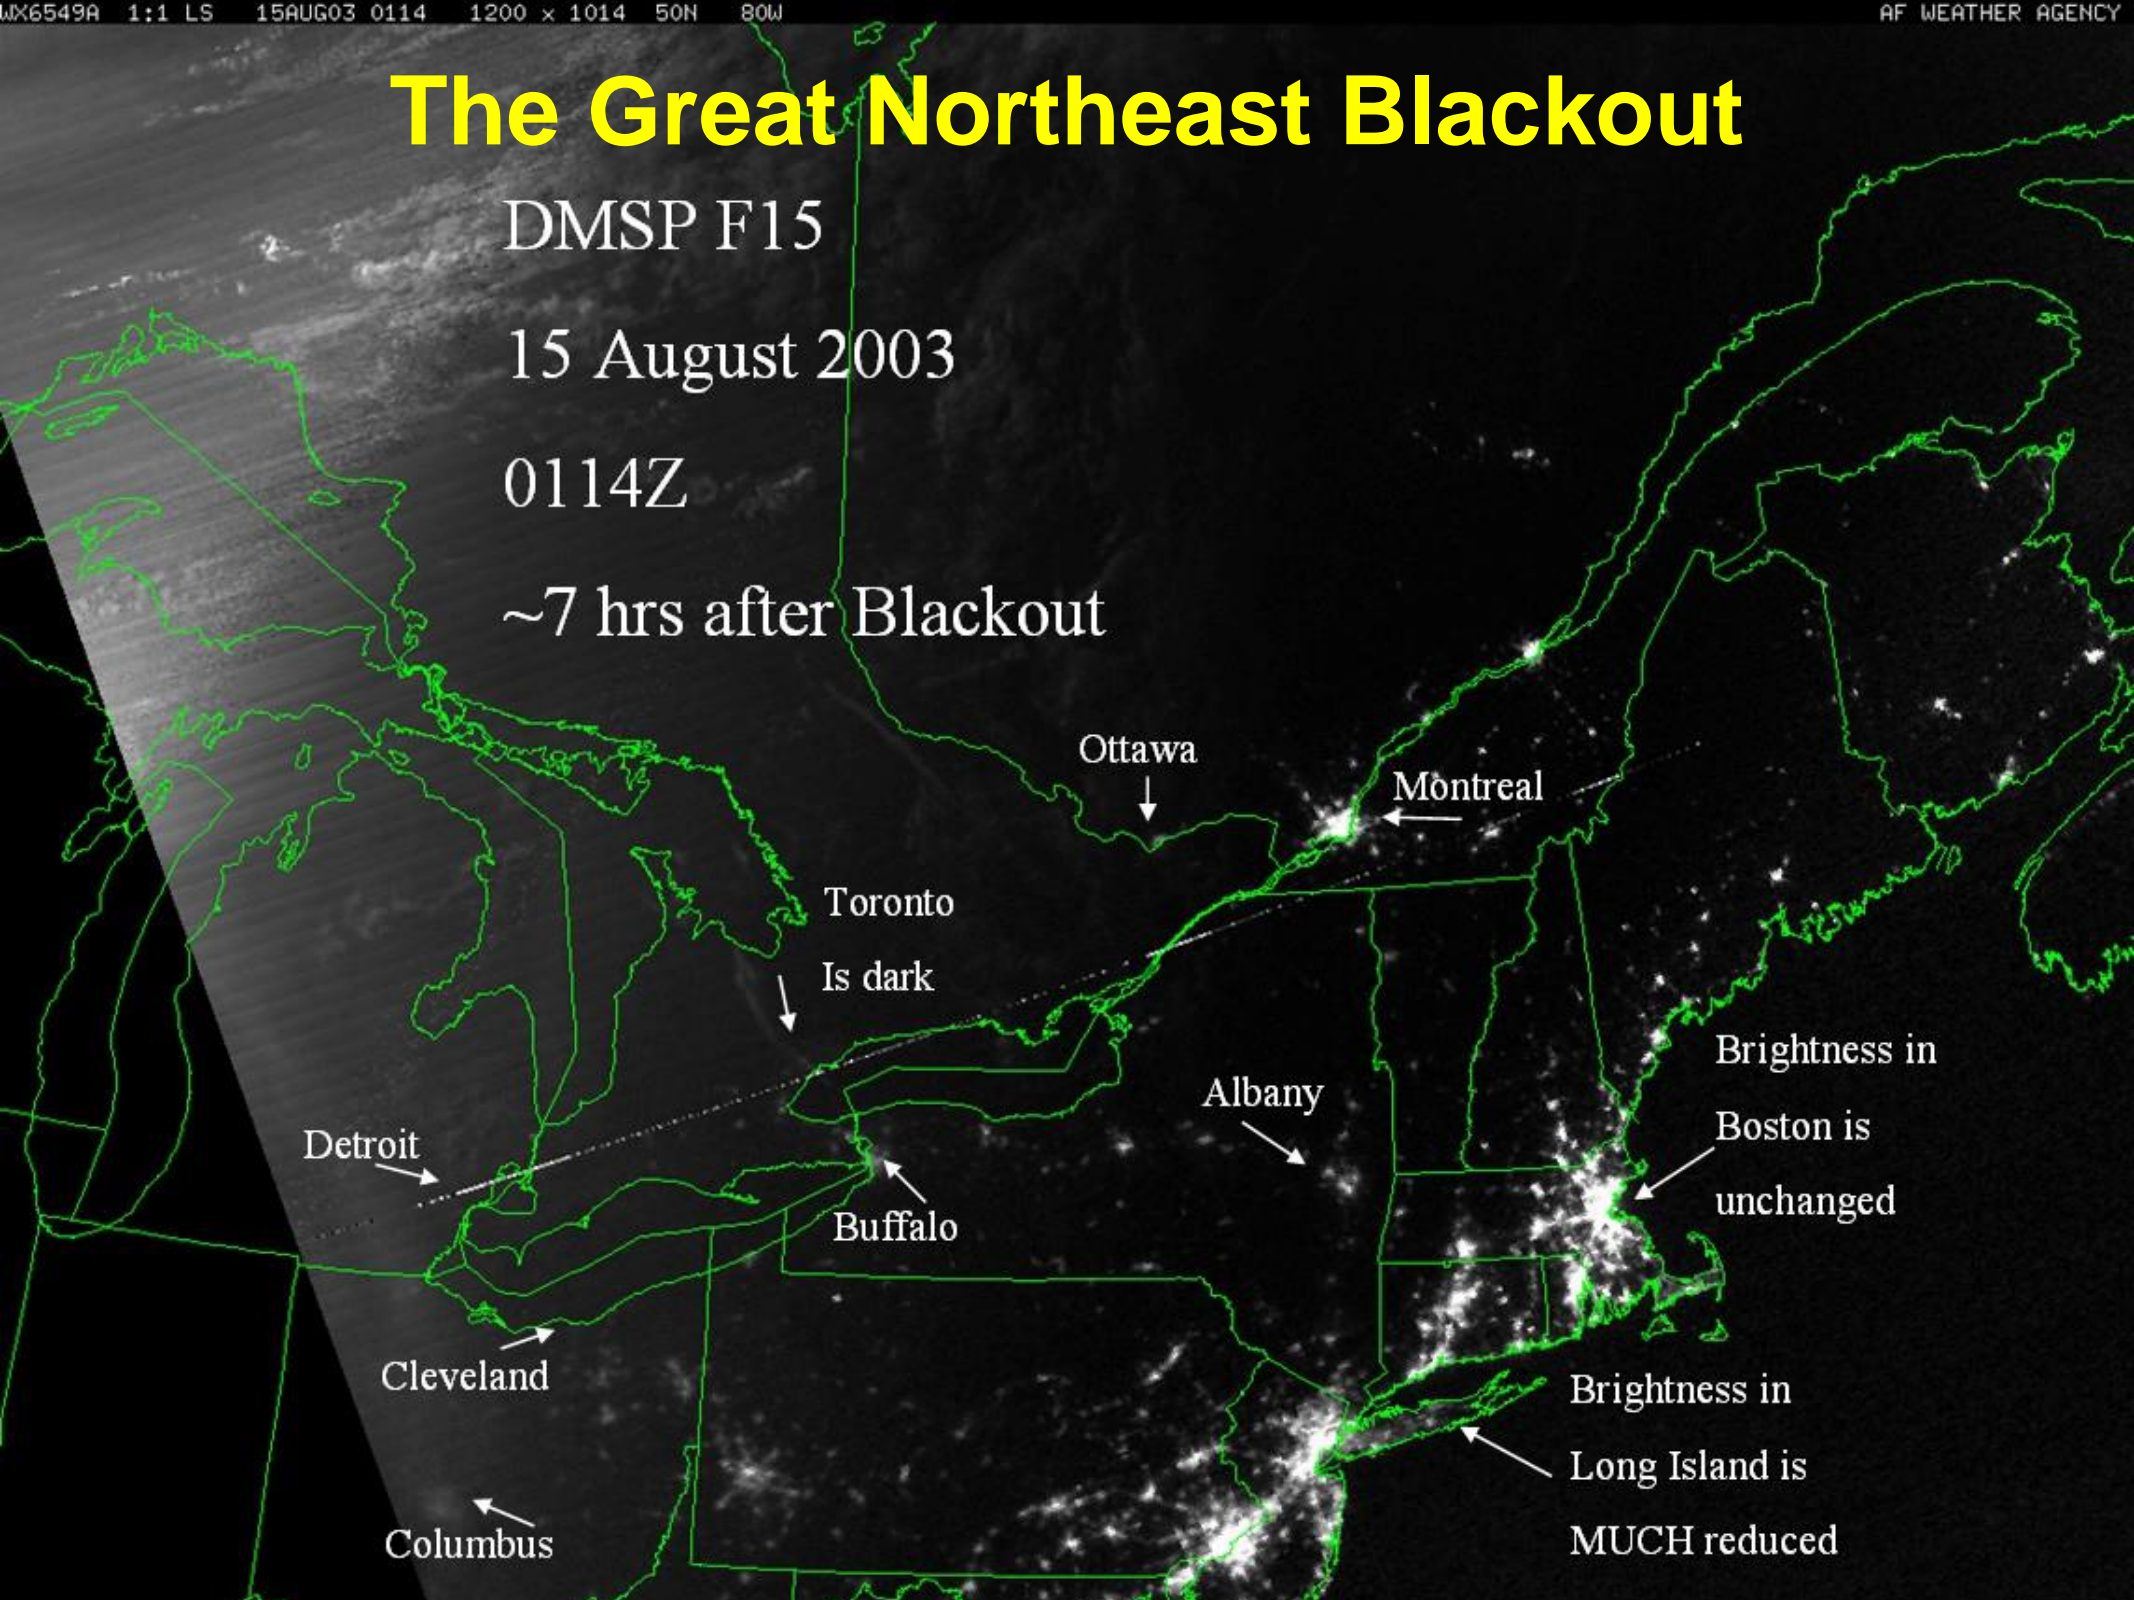 WX6549A 1:1 LS 15AUG03 0114 1200 x 1014 50N 80W AF WEATHER AGENCY
The Great Northeast Blackout
DMSP F15
15 August 2003
0114Z
~7 hrs after Blackout
Ottawa
Montreal
Toronto
Is dark
Brightness in
Boston is
unchanged
Albany
Detroit
Buffalo
Cleveland
Brightness in
Long Island is
MUCH reduced
Columbus